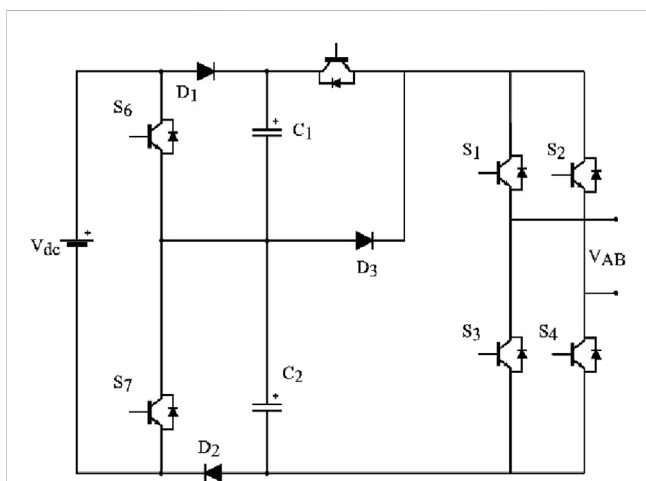 D1
S6
+
C1
S1
S2
+
Vdc
D3
VAB
S3
S4
S7
C2
+
D2